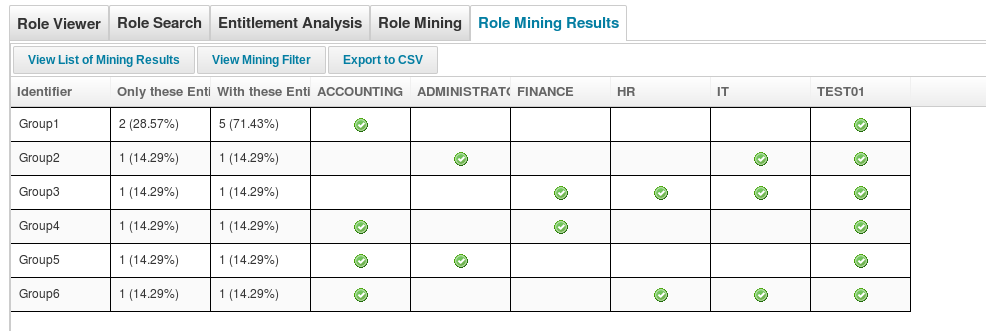 Role Viewer Role Search Entitlement Analysis Role Mining Role Mining Results
View List of Mining Results View Mining Filter Export to CSV
Identifier Only these Enti With these Enti ACCOUNTING ADMINISTRATO FINANCE HR IT TEST01
Group1 2 (28.57%) 5 (71.43%)
Group2 1 (14.29%) 1 (14.29%)
Group3 1 (14.29%) 1 (14.29%)
Group4 1 (14.29%) 1 (14.29%)
Group5 1 (14.29%) 1 (14.29%)
Group6 1 (14.29%) 1 (14.29%)